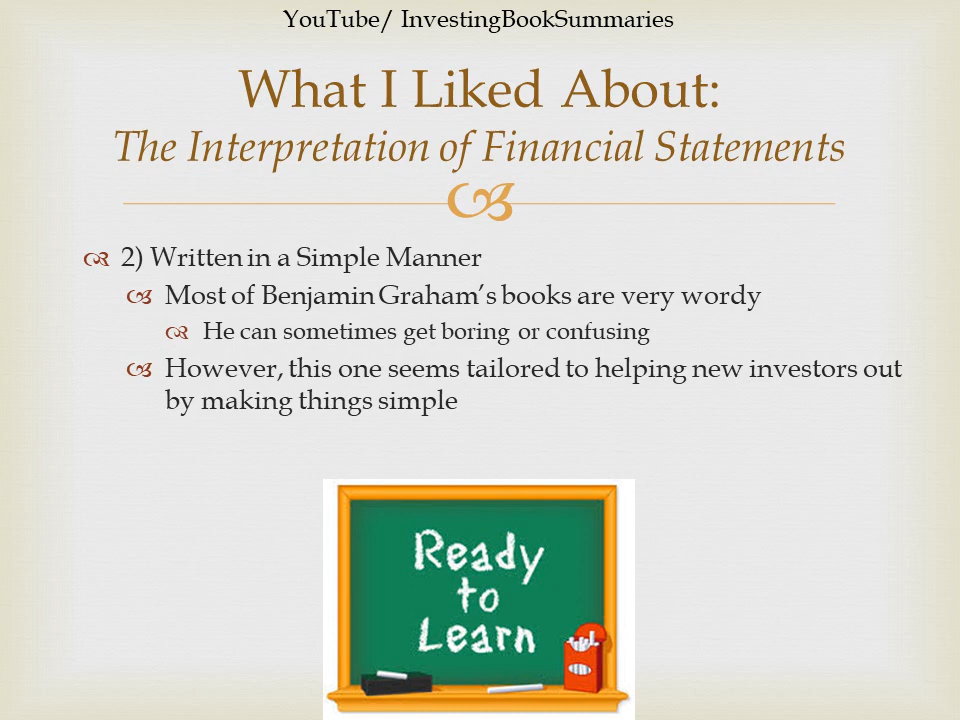 YouTube/ InvestingBookSummaries
What I Liked About:
The Interpretation of Financial Statements
2) Written in a Simple Manner
Most of Benjamin Graham’s books are very wordy
He can sometimes get boring or confusing
However, this one seems tailored to helping new investors out
by making things simple
Ready
to
Learn